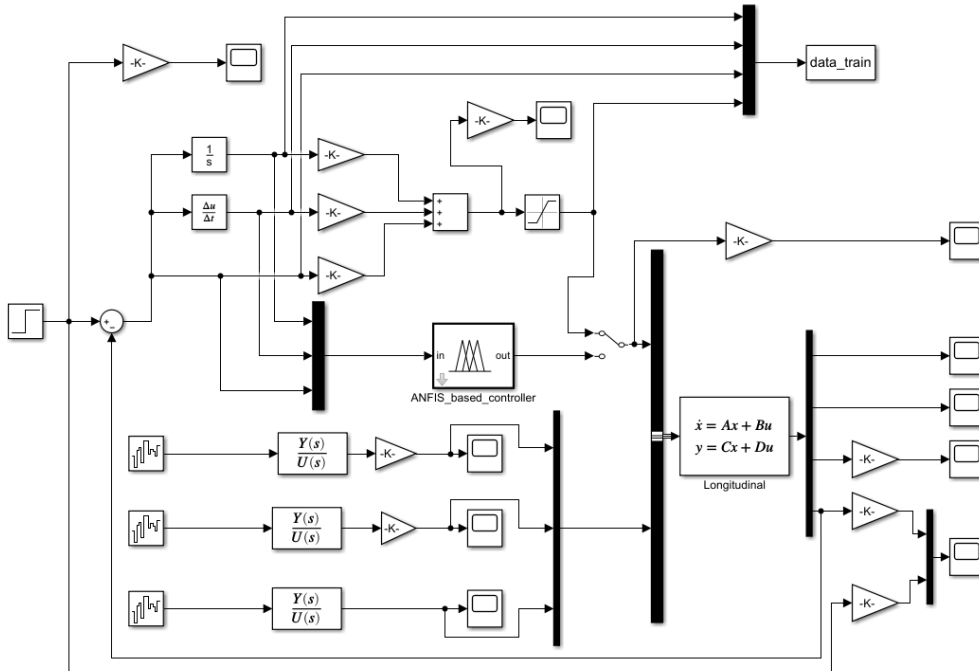 -K-
data_train
-K-
1
s
-K-
Δu
Δt
-K-
+
+
+
-K-
-K-
+
−
in
out
ANFIS_based_controller
ẋ = Ax + Bu
y = Cx + Du
Longitudinal
Y(s)
U(s)
-K-
-K-
Y(s)
U(s)
-K-
-K-
Y(s)
U(s)
-K-